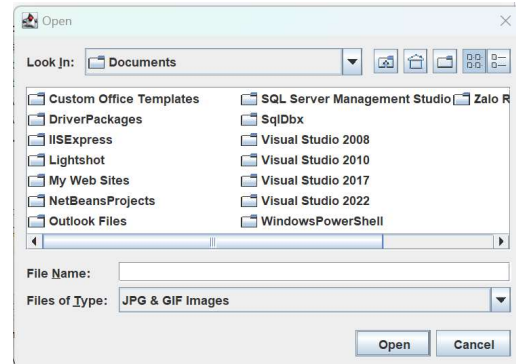 Open
Look In: Documents
Custom Office Templates
DriverPackages
IISExpress
Lightshot
My Web Sites
NetBeansProjects
Outlook Files
SQL Server Management Studio
SqlDbx
Visual Studio 2008
Visual Studio 2010
Visual Studio 2017
Visual Studio 2022
WindowsPowerShell
Zalo R
File Name:
Files of Type: JPG & GIF Images
Open Cancel